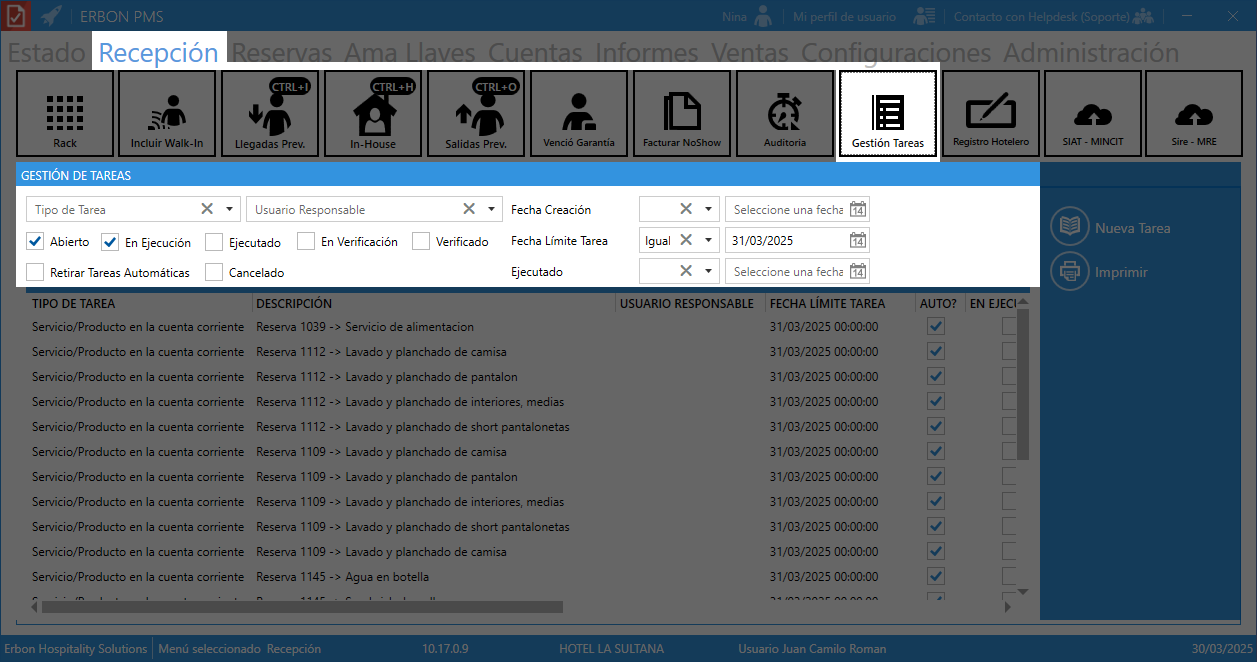 ERBON PMS Nina Mi perfil de usuario Contacto con Helpdesk (Soporte)
Estado Recepción Reservas Ama Llaves Cuentas Informes Ventas Configuraciones Administración
CTRL+I CTRL+H CTRL+O
Rack Incluir Walk-In Llegadas Prev. In-House Salidas Prev. Venció Garantía Facturar NoShow Auditoria Gestión Tareas Registro Hotelero SIAT - MINCIT Sire - MRE
GESTIÓN DE TAREAS
Tipo de Tarea Usuario Responsable Fecha Creación Seleccione una fecha 14
Abierto En Ejecución Ejecutado En Verificación Verificado Fecha Límite Tarea Igual 31/03/2025 14
Retirar Tareas Automáticas Cancelado Ejecutado Seleccione una fecha 14
Nueva Tarea
Imprimir
TIPO DE TAREA DESCRIPCIÓN USUARIO RESPONSABLE FECHA LÍMITE TAREA AUTO? EN EJECU
Servicio/Producto en la cuenta corriente Reserva 1039 -> Servicio de alimentacion 31/03/2025 00:00:00
Servicio/Producto en la cuenta corriente Reserva 1112 -> Lavado y planchado de camisa 31/03/2025 00:00:00
Servicio/Producto en la cuenta corriente Reserva 1112 -> Lavado y planchado de pantalon 31/03/2025 00:00:00
Servicio/Producto en la cuenta corriente Reserva 1112 -> Lavado y planchado de interiores, medias 31/03/2025 00:00:00
Servicio/Producto en la cuenta corriente Reserva 1112 -> Lavado y planchado de short pantalonetas 31/03/2025 00:00:00
Servicio/Producto en la cuenta corriente Reserva 1109 -> Lavado y planchado de camisa 31/03/2025 00:00:00
Servicio/Producto en la cuenta corriente Reserva 1109 -> Lavado y planchado de pantalon 31/03/2025 00:00:00
Servicio/Producto en la cuenta corriente Reserva 1109 -> Lavado y planchado de interiores, medias 31/03/2025 00:00:00
Servicio/Producto en la cuenta corriente Reserva 1109 -> Lavado y planchado de short pantalonetas 31/03/2025 00:00:00
Servicio/Producto en la cuenta corriente Reserva 1109 -> Lavado y planchado de camisa 31/03/2025 00:00:00
Servicio/Producto en la cuenta corriente Reserva 1145 -> Agua en botella 31/03/2025 00:00:00
Erbon Hospitality Solutions Menú seleccionado Recepción 10.17.0.9 HOTEL LA SULTANA Usuario Juan Camilo Roman 30/03/2025